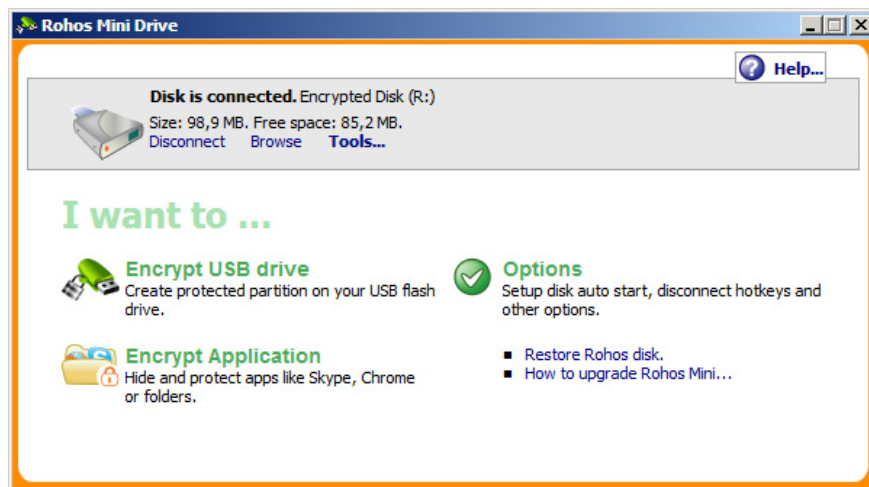 Rohos Mini Drive
Help...
Disk is connected. Encrypted Disk (R:)
Size: 98,9 MB. Free space: 85,2 MB.
Disconnect Browse Tools...
I want to ...
Encrypt USB drive
Create protected partition on your USB flash
drive.
Encrypt Application
Hide and protect apps like Skype, Chrome
or folders.
Options
Setup disk auto start, disconnect hotkeys and
other options.
Restore Rohos disk.
How to upgrade Rohos Mini...